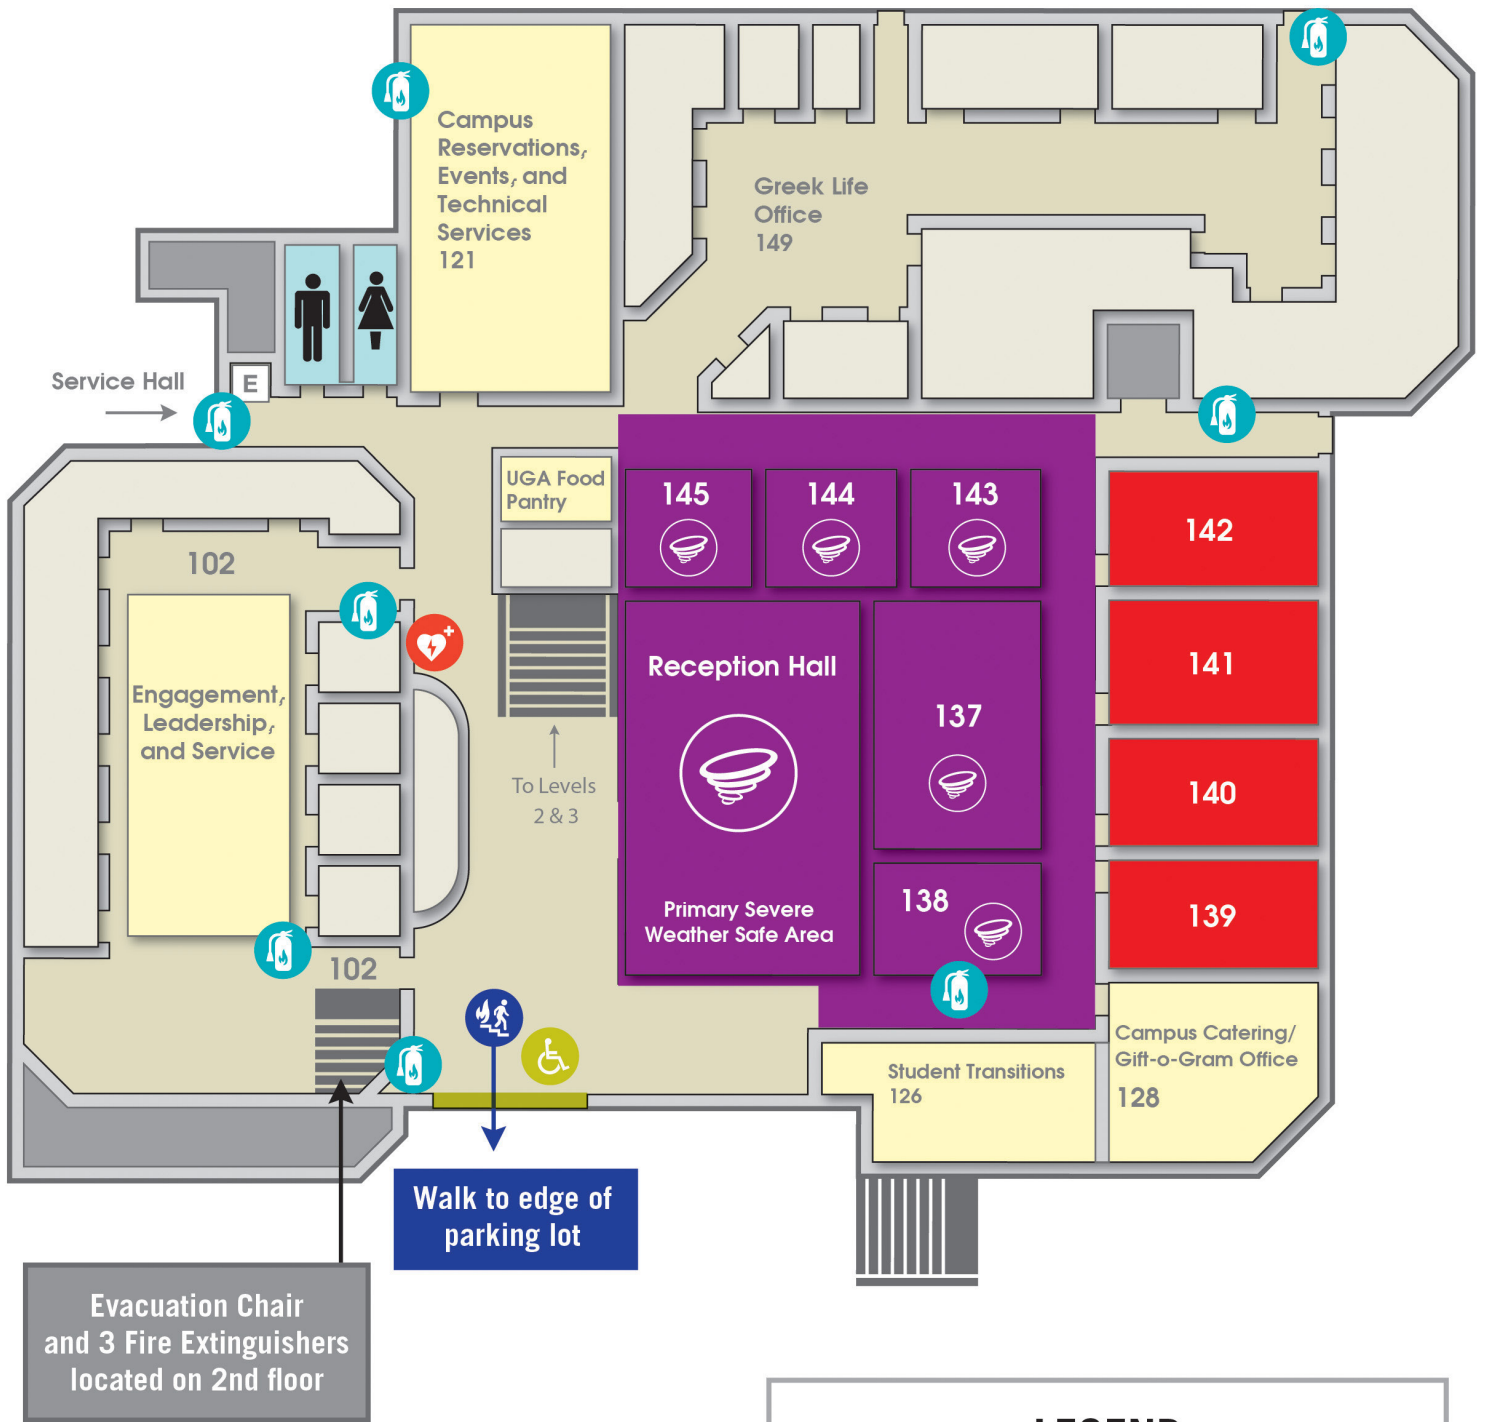 Campus
Reservations,
Events, and
Technical
Services
121
Greek Life
Office
149
Service Hall
E
UGA Food
Pantry
145
144
143
142
102
Reception Hall
141
Engagement,
Leadership,
and Service
137
To Levels
2 & 3
140
138
139
Primary Severe
Weather Safe Area
102
Campus Catering/
Gift-o-Gram Office
128
Student Transitions
126
Walk to edge of
parking lot
Evacuation Chair
and 3 Fire Extinguishers
located on 2nd floor
LEGEND